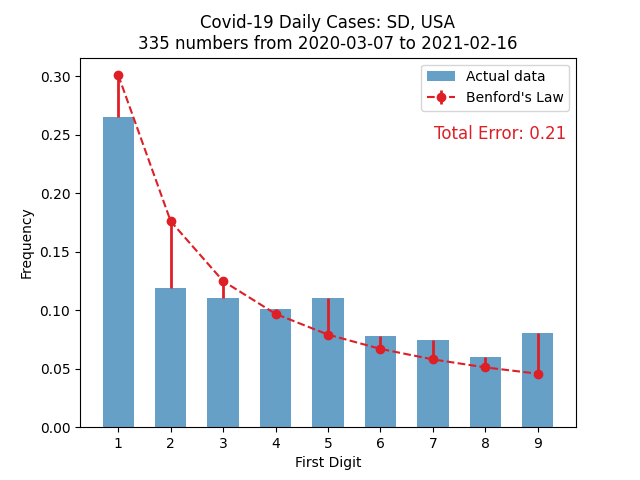 Covid-19 Daily Cases: SD, USA
335 numbers from 2020-03-07 to 2021-02-16
Actual data
Benford's Law
Total Error: 0.21
Frequency
0.30
0.25
0.20
0.15
0.10
0.05
0.00
1 2 3 4 5 6 7 8 9
First Digit